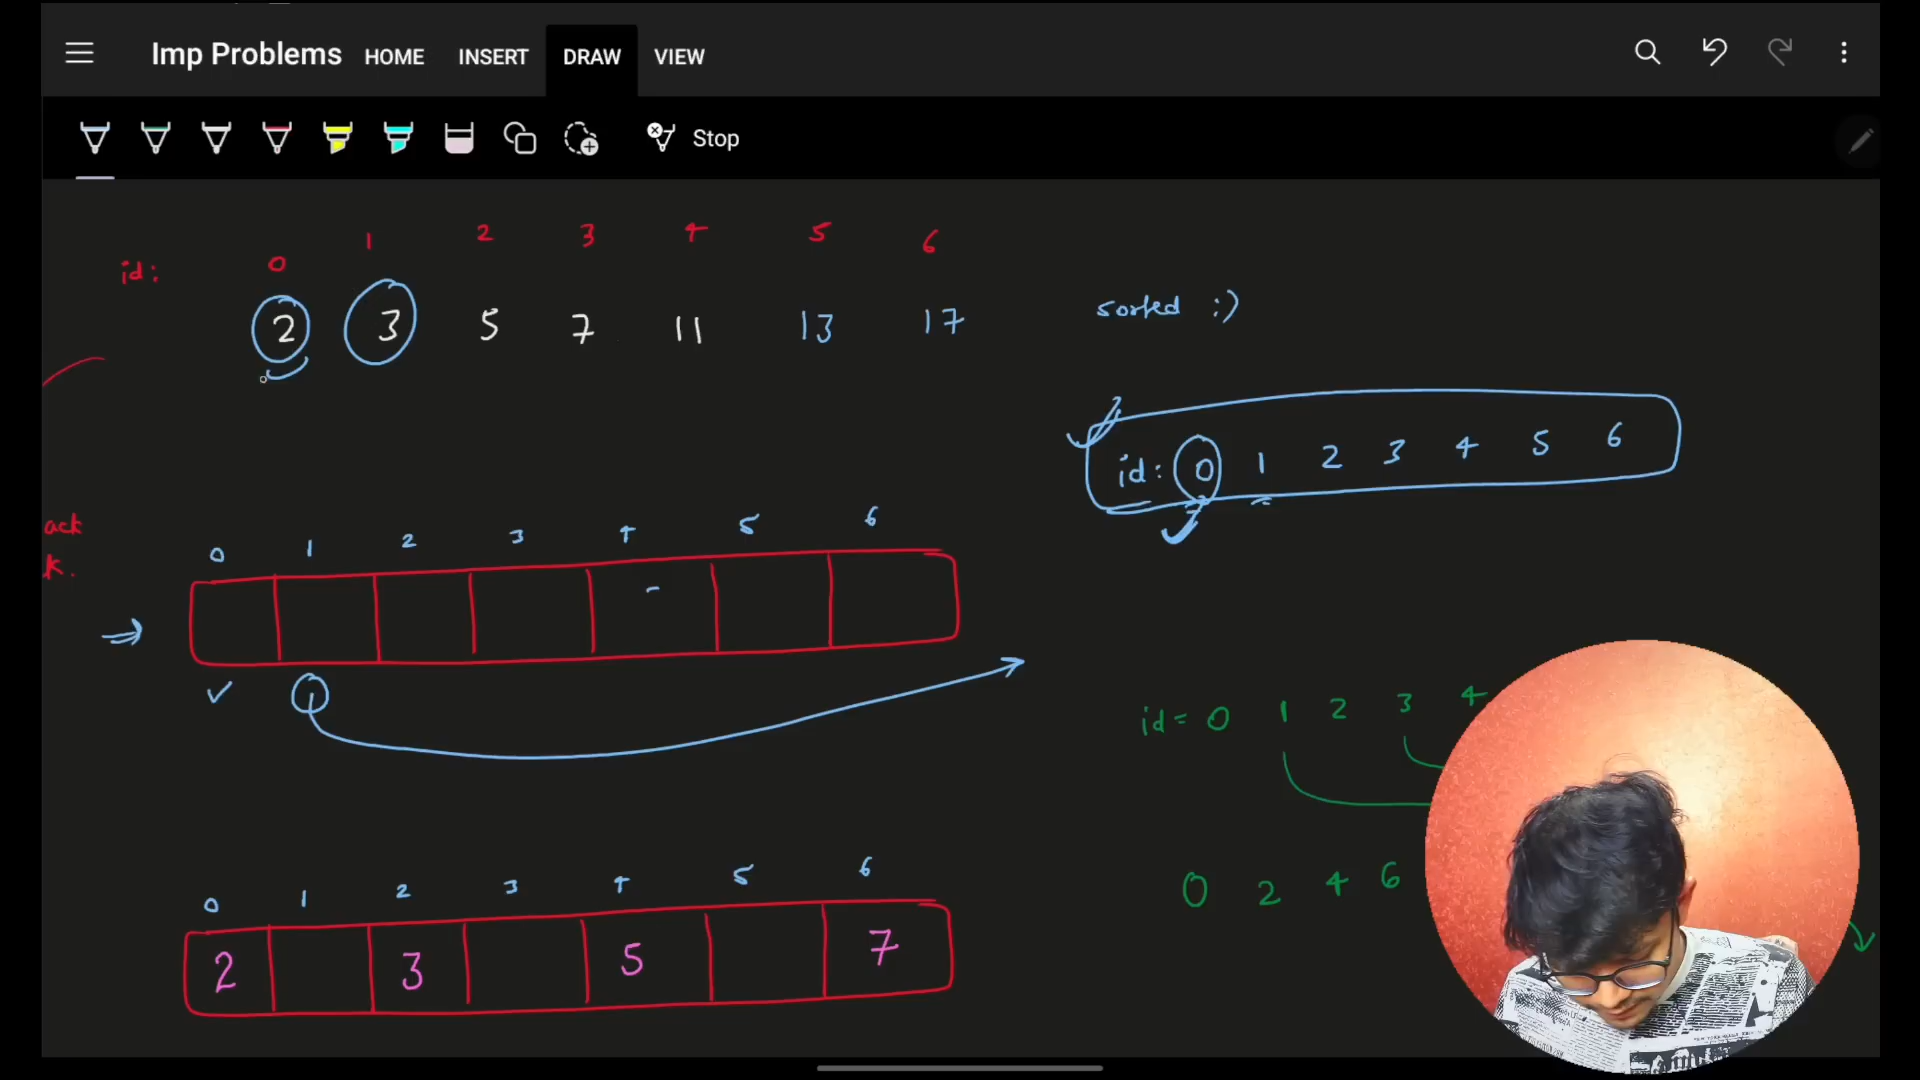 Imp Problems HOME INSERT DRAW VIEW
Stop
id: 0 1 2 3 4 5 6
2 3 5 7 11 13 17
sorted :)
id: 0 1 2 3 4 5 6
ack
k.
0 1 2 3 4 5 6
id = 0 1 2 3 4
0 2 4 6
0 1 2 3 4 5 6
2 3 5 7